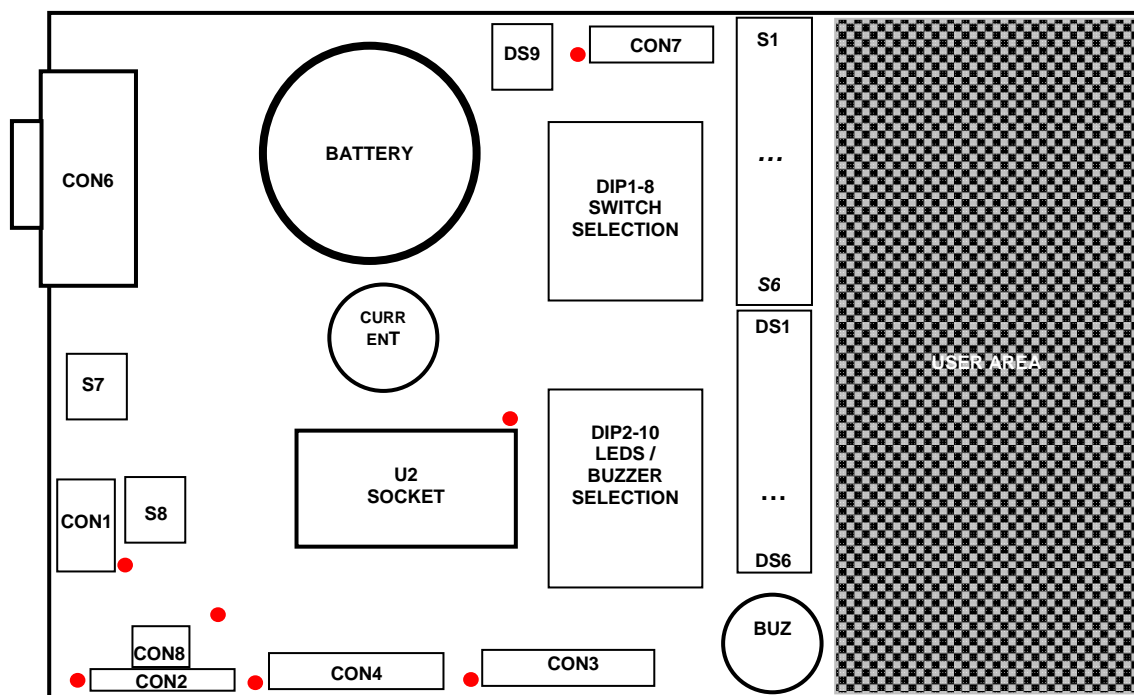 DS9
CON7
S1
BATTERY
...
CON6
DIP1-8
SWITCH
SELECTION
S6
CURR
ENT
DS1
USER AREA
S7
DIP2-10
LEDS /
BUZZER
SELECTION
U2
SOCKET
...
CON1
S8
DS6
BUZ
CON8
CON2
CON4
CON3